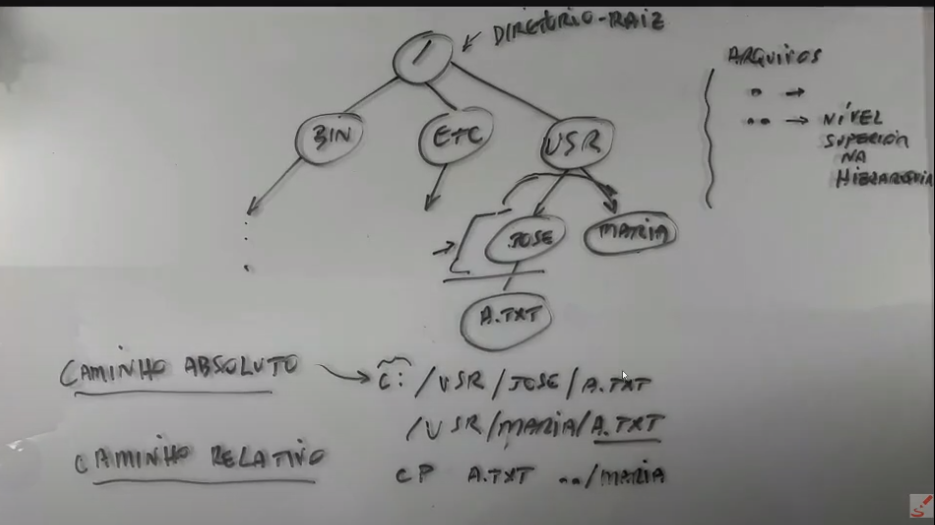 / ← DIRETÓRIO-RAIZ
BIN
ETC
USR
JOSE
MARIA
A.TXT
ARQUIVOS
. →
.. → NÍVEL
SUPERIOR
NA
HIERARQUIA
CAMINHO ABSOLUTO → C: /USR/JOSE/A.TXT
/USR/MARIA/A.TXT
CAMINHO RELATIVO
CP A.TXT ../MARIA